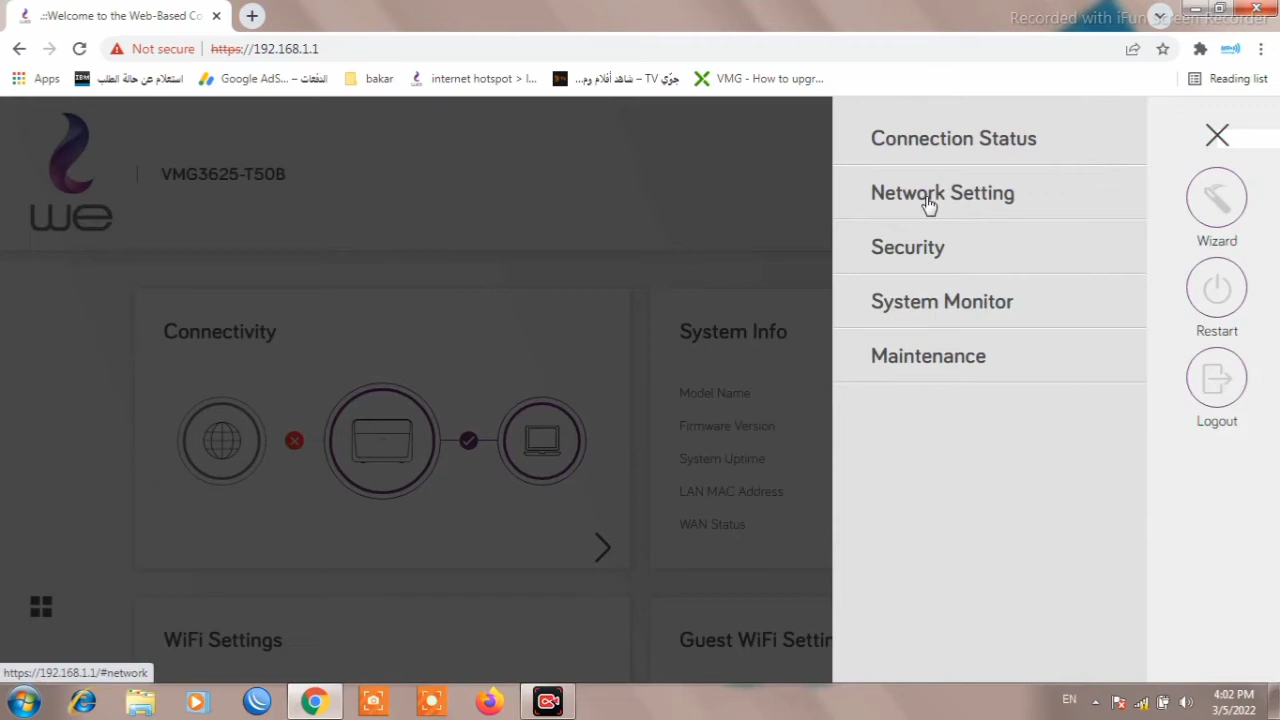 Recorded with iFun Screen Recorder
.::Welcome to the Web-Based Co
Not secure
https://192.168.1.1
Apps
استعلام عن حالة الطلب
Google AdS... – الدفعات
bakar
internet hotspot > I...
جرّي TV – شاهد أفلام وم...
VMG - How to upgr...
Reading list
we
VMG3625-T50B
Connection Status
Network Setting
Security
System Monitor
Maintenance
Wizard
Restart
Logout
Connectivity
System Info
Model Name
Firmware Version
System Uptime
LAN MAC Address
WAN Status
WiFi Settings
Guest WiFi Settin
https://192.168.1.1/#network
EN
4:02 PM
3/5/2022